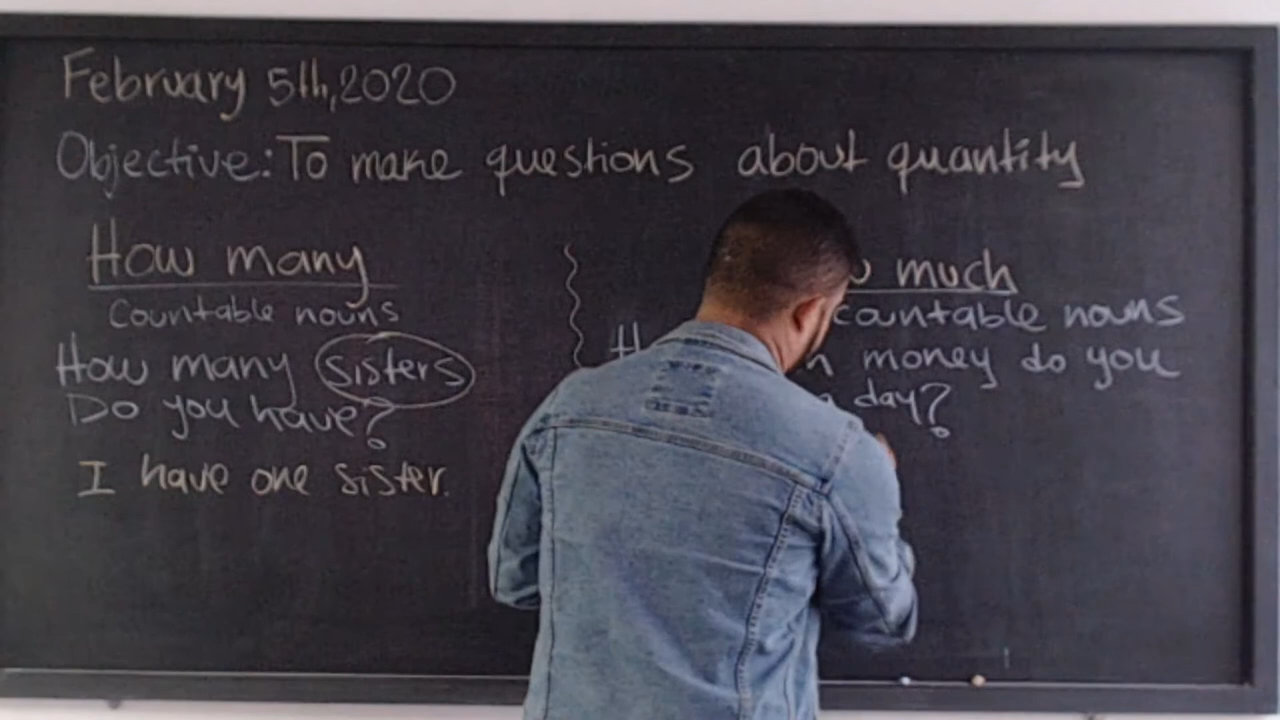 February 5th, 2020
Objective: To make questions about quantity
How many
Countable nouns
How many sisters
Do you have?
I have one sister.
much
countable nouns
money do you
day?